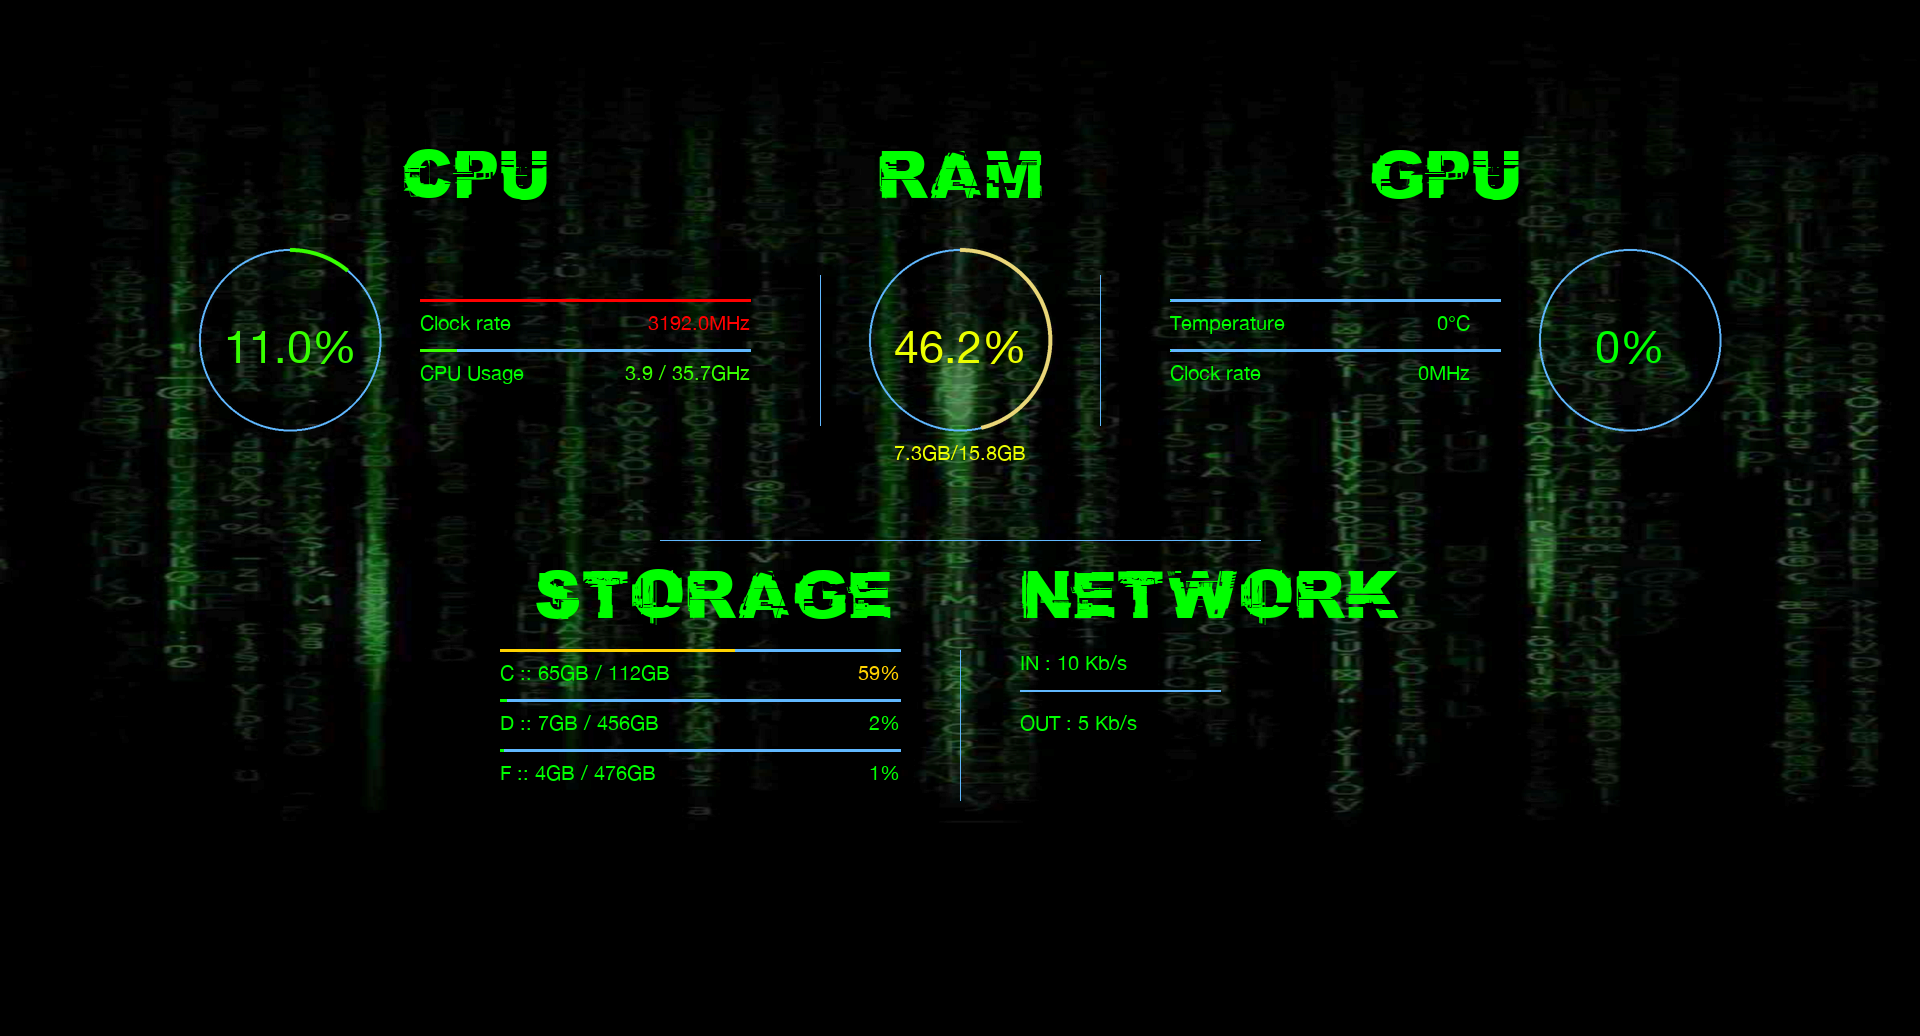 CPU
11.0%
Clock rate 3192.0MHz
CPU Usage 3.9 / 35.7GHz
RAM
46.2%
7.3GB/15.8GB
GPU
Temperature 0°C
Clock rate 0MHz
0%
STORAGE
C :: 65GB / 112GB 59%
D :: 7GB / 456GB 2%
F :: 4GB / 476GB 1%
NETWORK
IN : 10 Kb/s
OUT : 5 Kb/s